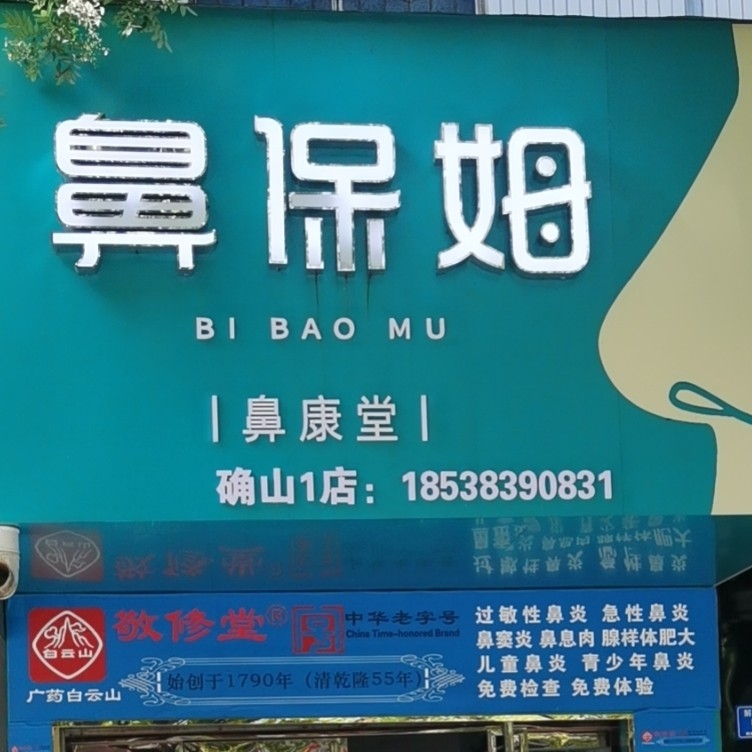 鼻保姆
BI BAO MU
|鼻康堂|
确山1店：18538390831
白云山
广药白云山
敬修堂®
中华老字号
China Time-honored Brand
始创于1790年（清乾隆55年）
过敏性鼻炎 急性鼻炎
鼻窦炎 鼻息肉 腺样体肥大
儿童鼻炎 青少年鼻炎
免费检查 免费体验